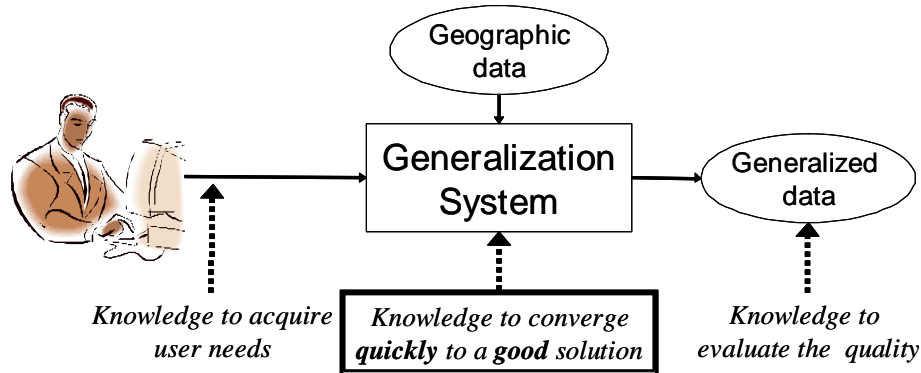 Geographic
data
Generalization
System
Generalized
data
Knowledge to acquire
user needs
Knowledge to converge
quickly to a good solution
Knowledge to
evaluate the quality